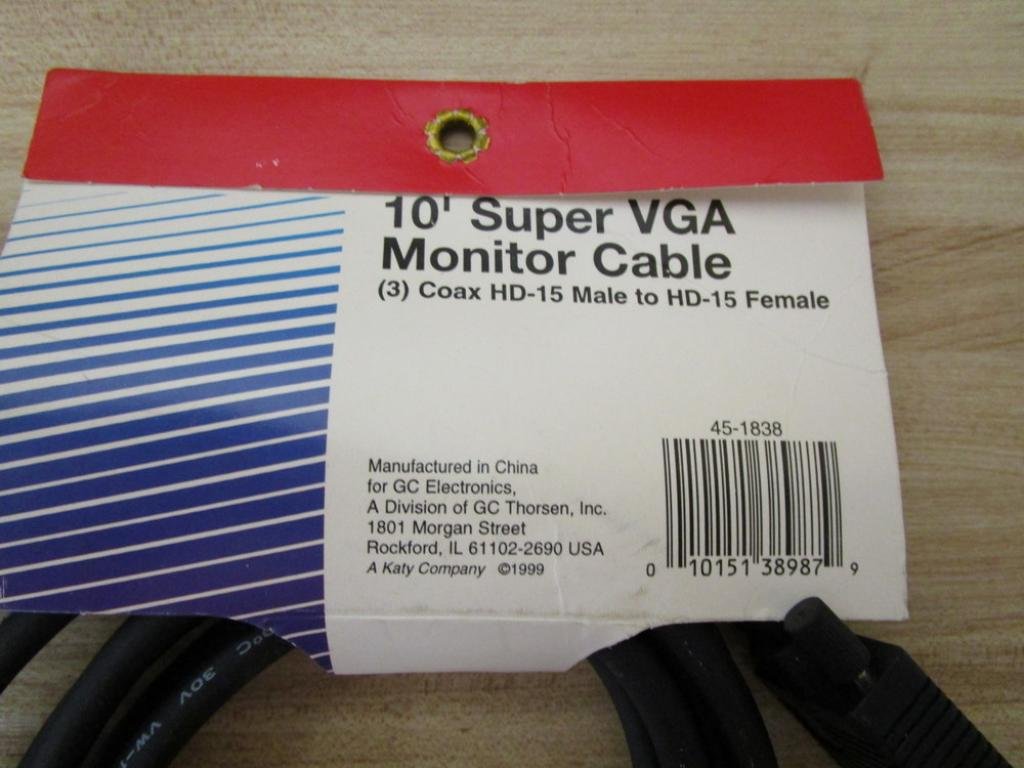 10' Super VGA
Monitor Cable
(3) Coax HD-15 Male to HD-15 Female
45-1838
Manufactured in China
for GC Electronics,
A Division of GC Thorsen, Inc.
1801 Morgan Street
Rockford, IL 61102-2690 USA
A Katy Company ©1999
0 10151 38987 9
30V